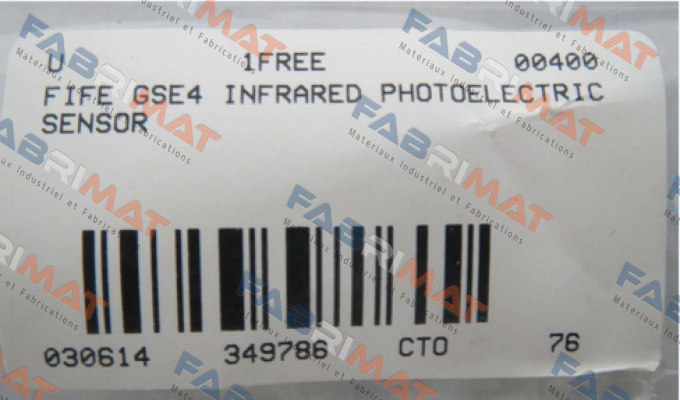 U 1FREE 00400
FIFE GSE4 INFRARED PHOTOELECTRIC
SENSOR
030614 349786 CTO 76
FABRIMAT
Materiaux Industriel et Fabrications